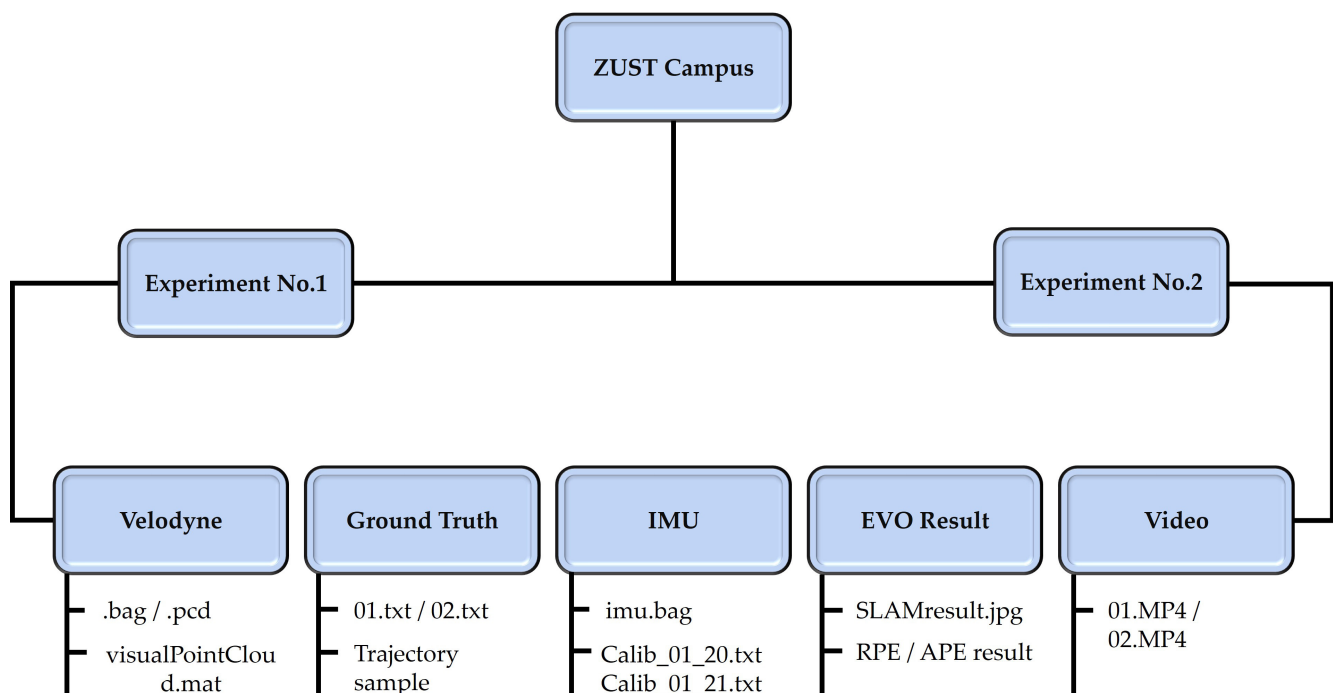 ZUST Campus
Experiment No.1
Experiment No.2
Velodyne
Ground Truth
IMU
EVO Result
Video
.bag / .pcd
visualPointClou
d.mat
01.txt / 02.txt
Trajectory
sample
imu.bag
Calib_01_20.txt
Calib_01_21.txt
SLAMresult.jpg
RPE / APE result
01.MP4 /
02.MP4